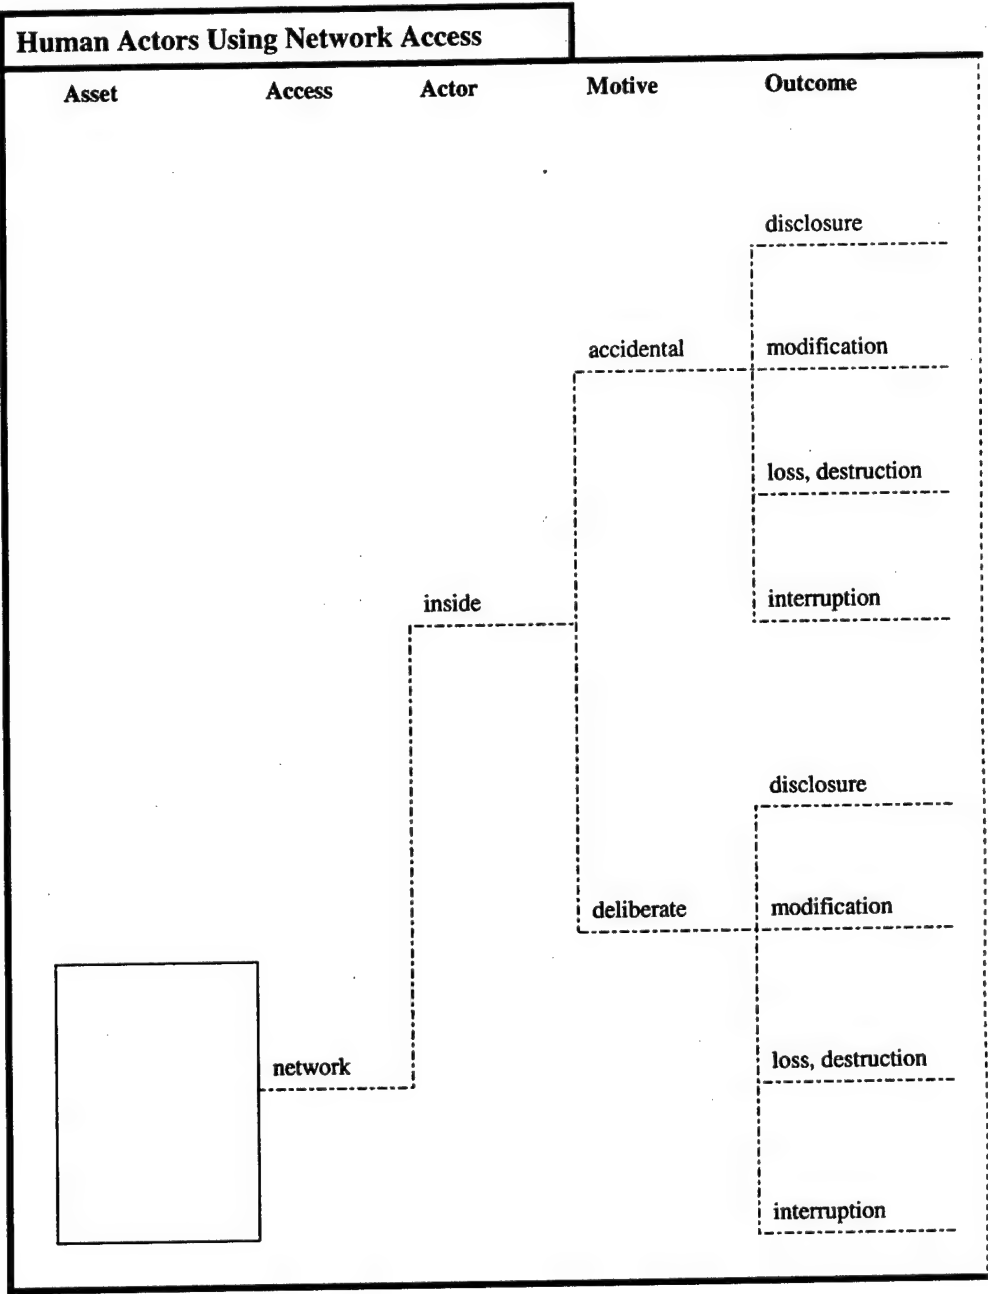 Human Actors Using Network Access
Asset Access Actor Motive Outcome
disclosure
accidental modification
loss, destruction
inside interruption
disclosure
deliberate modification
network loss, destruction
interruption